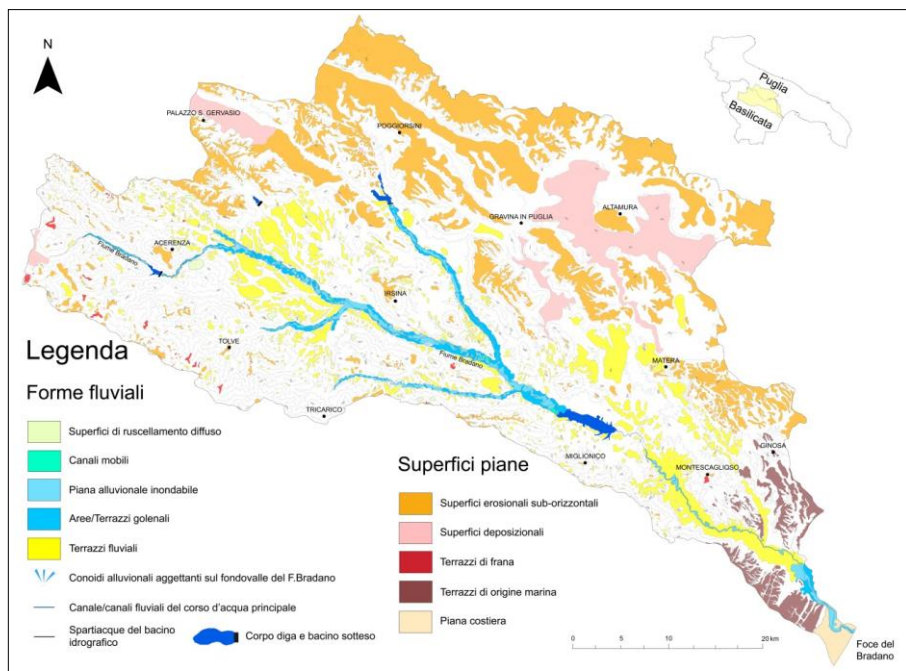 N
Puglia
Basilicata
PALAZZO S. GERVASIO
POGGIORSINI
GRAVINA IN PUGLIA
ALTAMURA
Fiume Bradano
ACERENZA
IRSINA
TOLVE
Fiume Bradano
MATERA
TRICARICO
MIGLIONICO
MONTESCAGLIOSO
GINOSA
Legenda
Forme fluviali
Superfici di ruscellamento diffuso
Canali mobili
Piana alluvionale inondabile
Aree/Terrazzi golenali
Terrazzi fluviali
Conoidi alluvionali aggettanti sul fondovalle del F.Bradano
Canale/canali fluviali del corso d'acqua principale
Spartiacque del bacino
idrografico
Corpo diga e bacino sotteso
Superfici piane
Superfici erosionali sub-orizzontali
Superfici deposizionali
Terrazzi di frana
Terrazzi di origine marina
Piana costiera
0 5 10 20 km
Foce del
Bradano